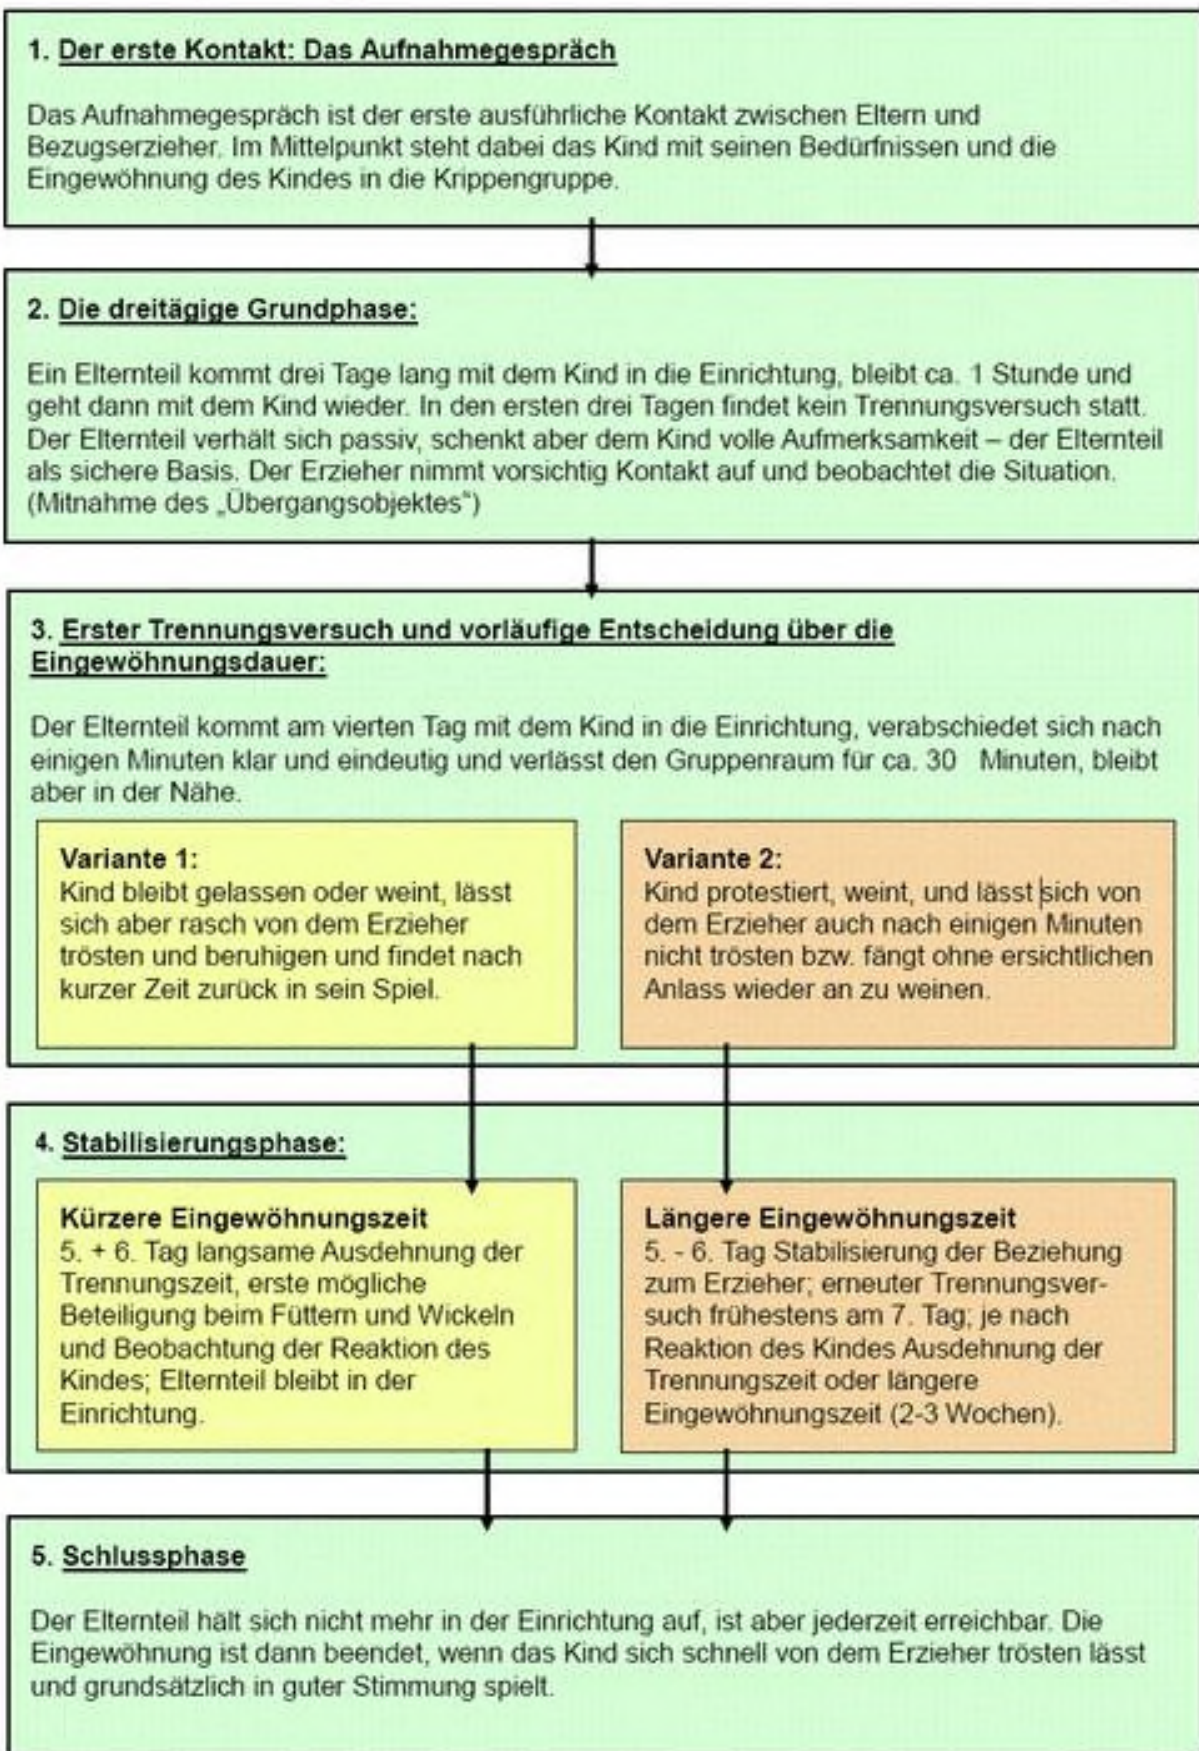 1. Der erste Kontakt: Das Aufnahmegespräch
Das Aufnahmegespräch ist der erste ausführliche Kontakt zwischen Eltern und
Bezugserzieher. Im Mittelpunkt steht dabei das Kind mit seinen Bedürfnissen und die
Eingewöhnung des Kindes in die Krippengruppe.
2. Die dreitägige Grundphase:
Ein Elternteil kommt drei Tage lang mit dem Kind in die Einrichtung, bleibt ca. 1 Stunde und
geht dann mit dem Kind wieder. In den ersten drei Tagen findet kein Trennungsversuch statt.
Der Elternteil verhält sich passiv, schenkt aber dem Kind volle Aufmerksamkeit – der Elternteil
als sichere Basis. Der Erzieher nimmt vorsichtig Kontakt auf und beobachtet die Situation.
(Mitnahme des „Übergangsobjektes“)
3. Erster Trennungsversuch und vorläufige Entscheidung über die
Eingewöhnungsdauer:
Der Elternteil kommt am vierten Tag mit dem Kind in die Einrichtung, verabschiedet sich nach
einigen Minuten klar und eindeutig und verlässt den Gruppenraum für ca. 30 Minuten, bleibt
aber in der Nähe.
Variante 1:
Kind bleibt gelassen oder weint, lässt
sich aber rasch von dem Erzieher
trösten und beruhigen und findet nach
kurzer Zeit zurück in sein Spiel.
Variante 2:
Kind protestiert, weint, und lässt sich von
dem Erzieher auch nach einigen Minuten
nicht trösten bzw. fängt ohne ersichtlichen
Anlass wieder an zu weinen.
4. Stabilisierungsphase:
Kürzere Eingewöhnungszeit
5. + 6. Tag langsame Ausdehnung der
Trennungszeit, erste mögliche
Beteiligung beim Füttern und Wickeln
und Beobachtung der Reaktion des
Kindes; Elternteil bleibt in der
Einrichtung.
Längere Eingewöhnungszeit
5. - 6. Tag Stabilisierung der Beziehung
zum Erzieher; erneuter Trennungsver-
such frühestens am 7. Tag; je nach
Reaktion des Kindes Ausdehnung der
Trennungszeit oder längere
Eingewöhnungszeit (2-3 Wochen).
5. Schlussphase
Der Elternteil hält sich nicht mehr in der Einrichtung auf, ist aber jederzeit erreichbar. Die
Eingewöhnung ist dann beendet, wenn das Kind sich schnell von dem Erzieher trösten lässt
und grundsätzlich in guter Stimmung spielt.